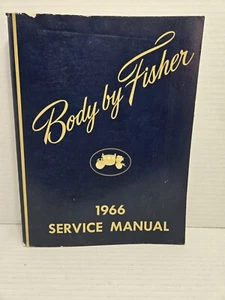 Body by Fisher
1966
SERVICE MANUAL